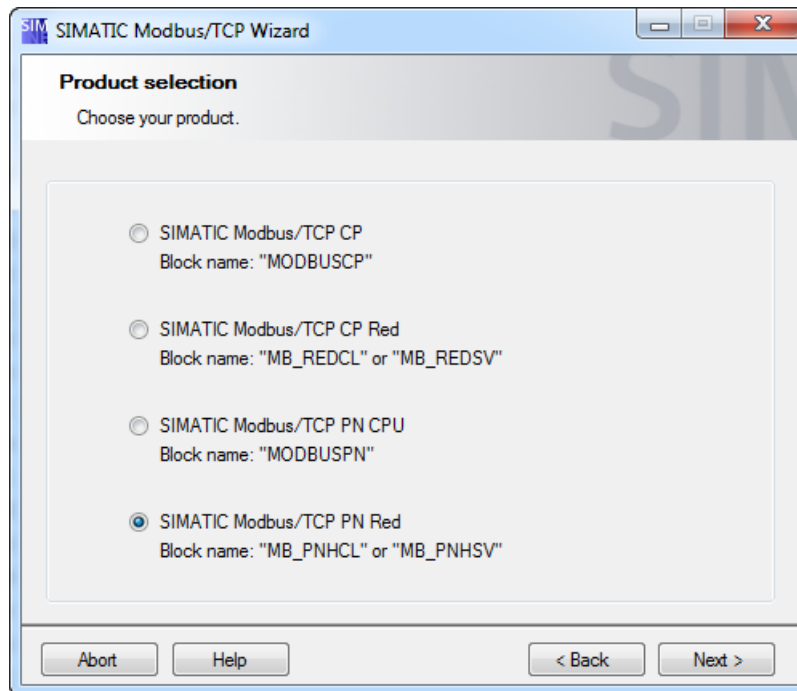 SIMATIC Modbus/TCP Wizard
Product selection
Choose your product.
SIMATIC Modbus/TCP CP
Block name: "MODBUSCP"
SIMATIC Modbus/TCP CP Red
Block name: "MB_REDCL" or "MB_REDSV"
SIMATIC Modbus/TCP PN CPU
Block name: "MODBUSPN"
SIMATIC Modbus/TCP PN Red
Block name: "MB_PNHCL" or "MB_PNHSV"
Abort
Help
< Back
Next >